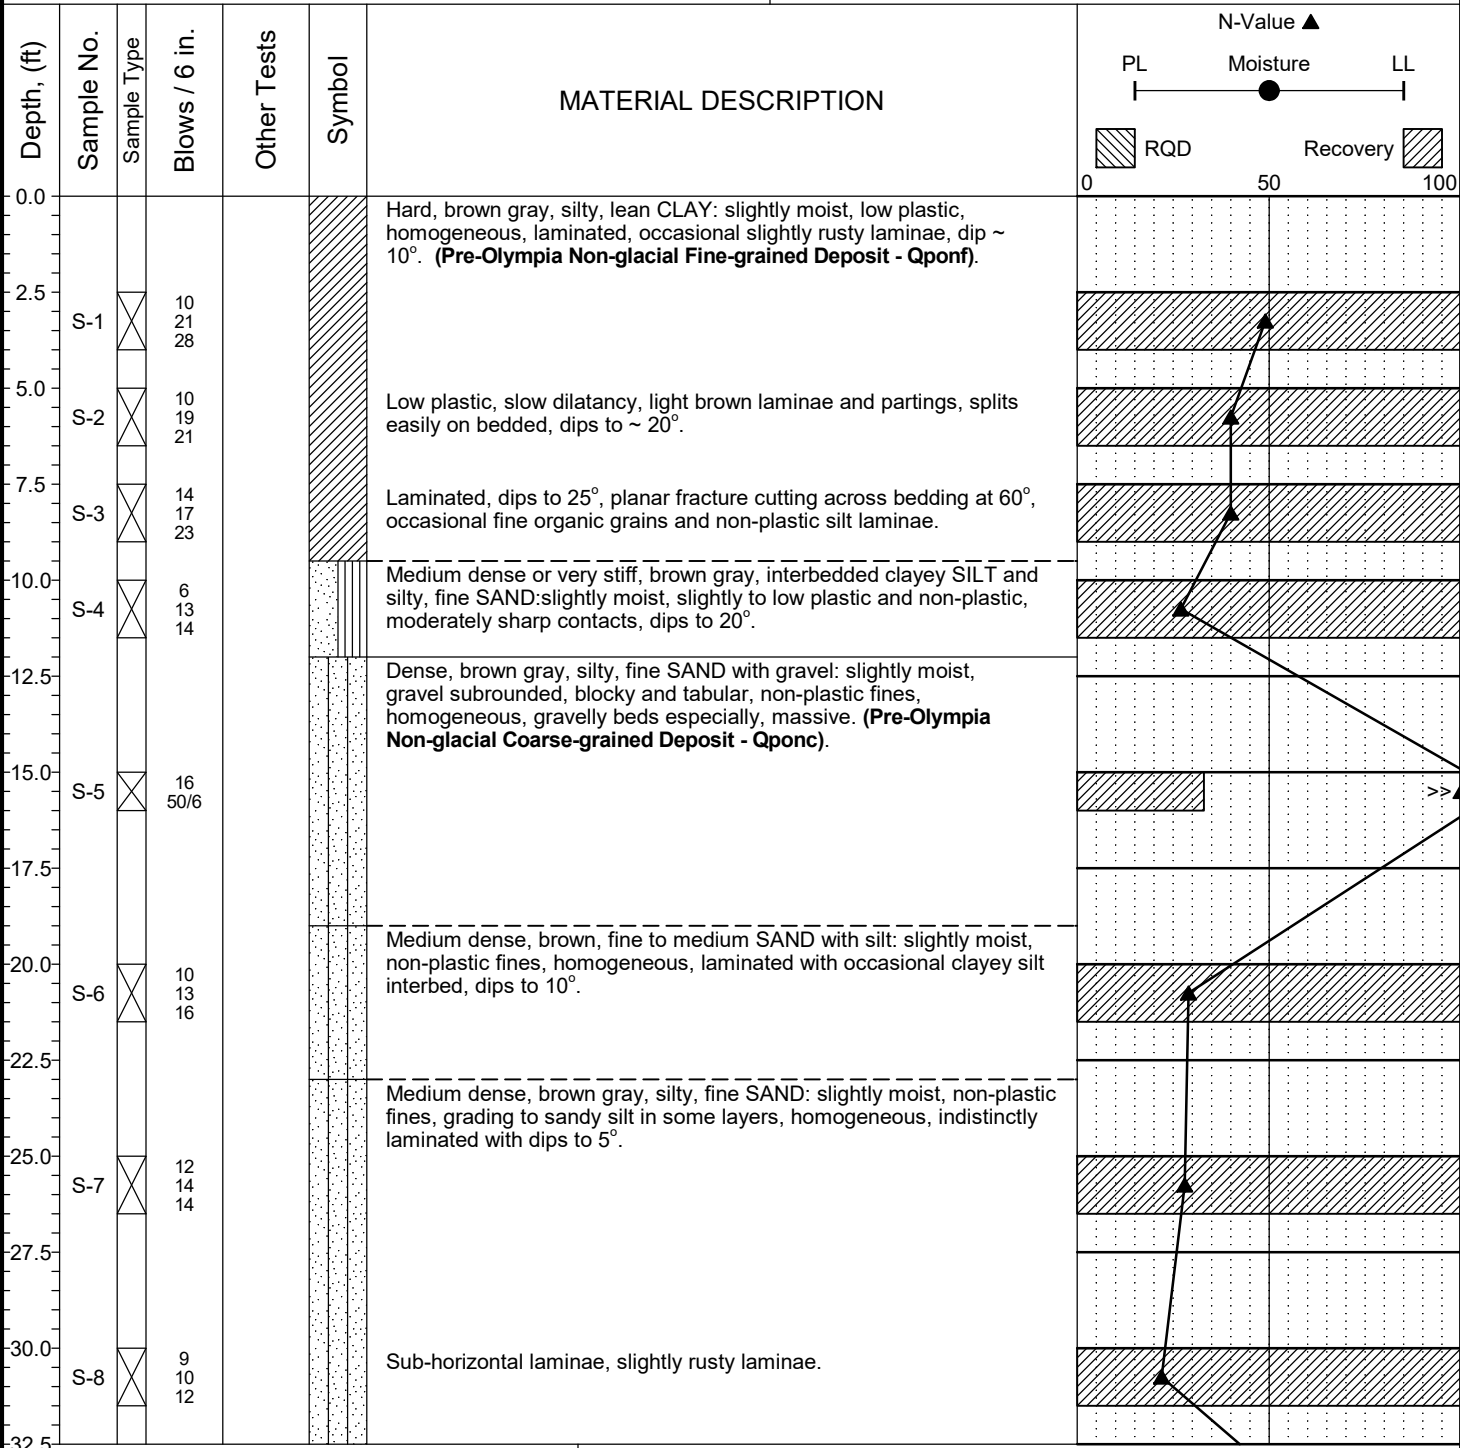 Depth, (ft)
Sample No.
Sample Type
Blows / 6 in.
Other Tests
Symbol
MATERIAL DESCRIPTION
N-Value ▲
PL Moisture LL
RQD Recovery
0 50 100
0.0
Hard, brown gray, silty, lean CLAY: slightly moist, low plastic,
homogeneous, laminated, occasional slightly rusty laminae, dip ~
10°. (Pre-Olympia Non-glacial Fine-grained Deposit - Qponf).
2.5
S-1
10
21
28
5.0
S-2
10
19
21
Low plastic, slow dilatancy, light brown laminae and partings, splits
easily on bedded, dips to ~ 20°.
7.5
S-3
14
17
23
Laminated, dips to 25°, planar fracture cutting across bedding at 60°,
occasional fine organic grains and non-plastic silt laminae.
10.0
S-4
6
13
14
Medium dense or very stiff, brown gray, interbedded clayey SILT and
silty, fine SAND:slightly moist, slightly to low plastic and non-plastic,
moderately sharp contacts, dips to 20°.
12.5
Dense, brown gray, silty, fine SAND with gravel: slightly moist,
gravel subrounded, blocky and tabular, non-plastic fines,
homogeneous, gravelly beds especially, massive. (Pre-Olympia
Non-glacial Coarse-grained Deposit - Qponc).
15.0
S-5
16
50/6
>>▲
17.5
Medium dense, brown, fine to medium SAND with silt: slightly moist,
non-plastic fines, homogeneous, laminated with occasional clayey silt
interbed, dips to 10°.
20.0
S-6
10
13
16
22.5
Medium dense, brown gray, silty, fine SAND: slightly moist, non-plastic
fines, grading to sandy silt in some layers, homogeneous, indistinctly
laminated with dips to 5°.
25.0
S-7
12
14
14
27.5
30.0
S-8
9
10
12
Sub-horizontal laminae, slightly rusty laminae.
32.5